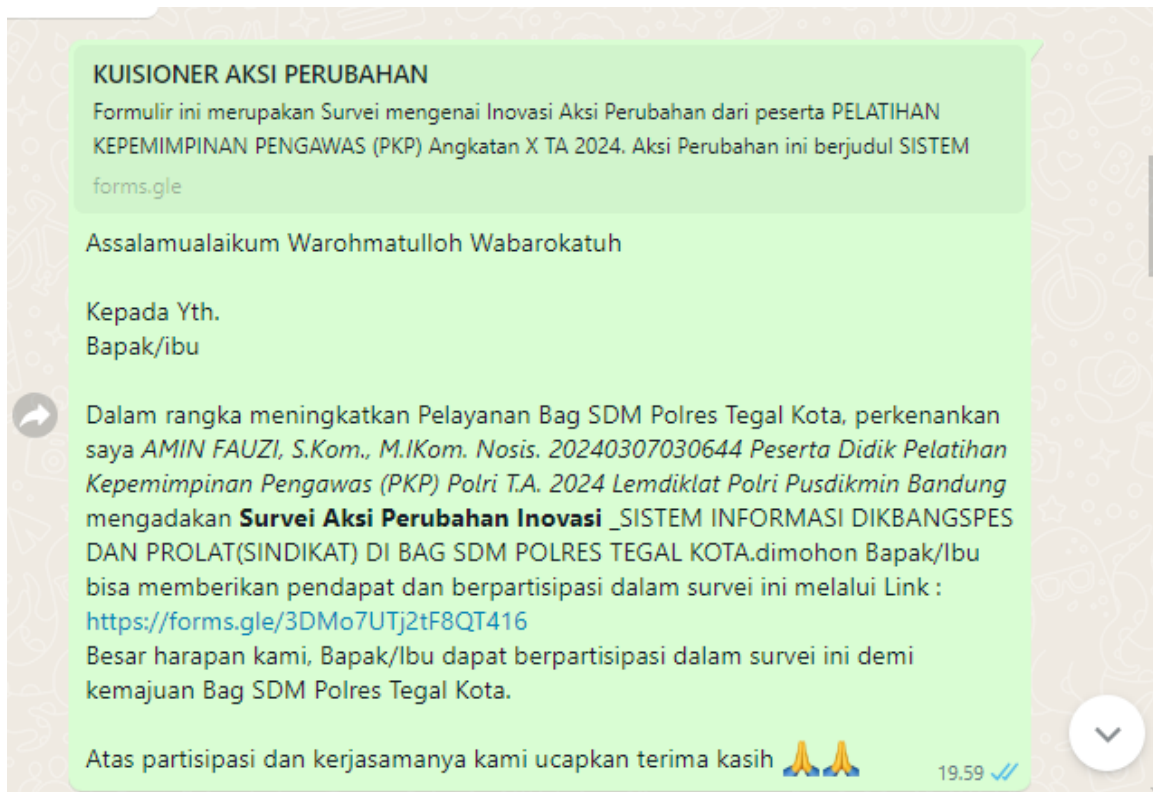 KUISIONER AKSI PERUBAHAN
Formulir ini merupakan Survei mengenai Inovasi Aksi Perubahan dari peserta PELATIHAN
KEPEMIMPINAN PENGAWAS (PKP) Angkatan X TA 2024. Aksi Perubahan ini berjudul SISTEM
forms.gle
Assalamualaikum Warohmatulloh Wabarokatuh
Kepada Yth.
Bapak/ibu
Dalam rangka meningkatkan Pelayanan Bag SDM Polres Tegal Kota, perkenankan
saya AMIN FAUZI, S.Kom., M.IKom. Nosis. 20240307030644 Peserta Didik Pelatihan
Kepemimpinan Pengawas (PKP) Polri T.A. 2024 Lemdiklat Polri Pusdikmin Bandung
mengadakan Survei Aksi Perubahan Inovasi _SISTEM INFORMASI DIKBANGSPES
DAN PROLAT(SINDIKAT) DI BAG SDM POLRES TEGAL KOTA.dimohon Bapak/Ibu
bisa memberikan pendapat dan berpartisipasi dalam survei ini melalui Link :
https://forms.gle/3DMo7UTj2tF8QT416
Besar harapan kami, Bapak/Ibu dapat berpartisipasi dalam survei ini demi
kemajuan Bag SDM Polres Tegal Kota.
Atas partisipasi dan kerjasamanya kami ucapkan terima kasih 🙏🙏
19.59